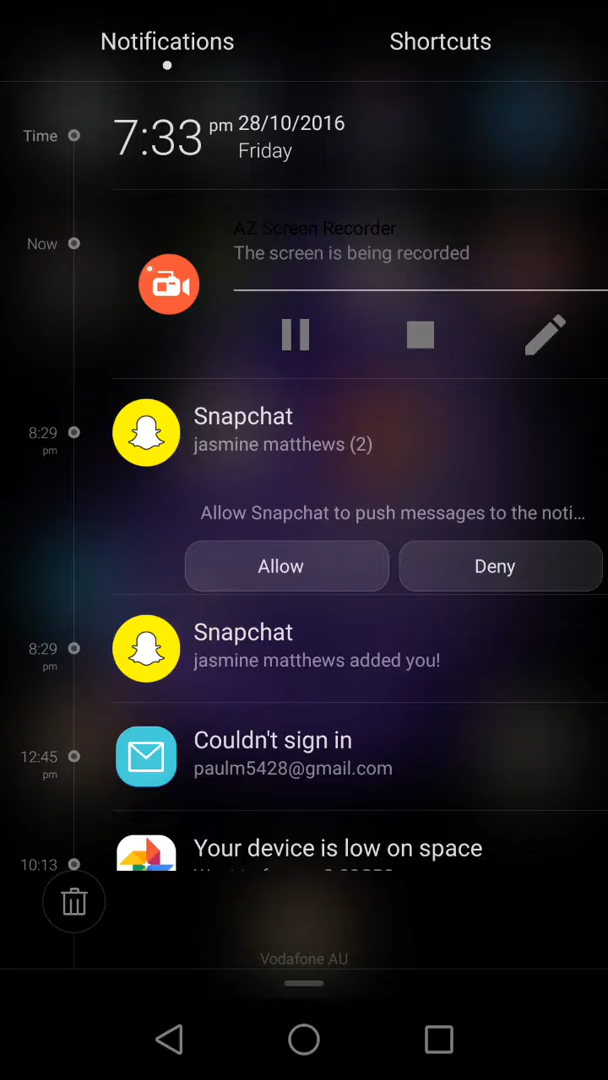 Notifications
Shortcuts
Time
7:33 pm
28/10/2016
Friday
Now
AZ Screen Recorder
The screen is being recorded
8:29 pm
Snapchat
jasmine matthews (2)
Allow Snapchat to push messages to the noti...
Allow
Deny
8:29 pm
Snapchat
jasmine matthews added you!
12:45 pm
Couldn't sign in
paulm5428@gmail.com
10:13
Your device is low on space
Vodafone AU